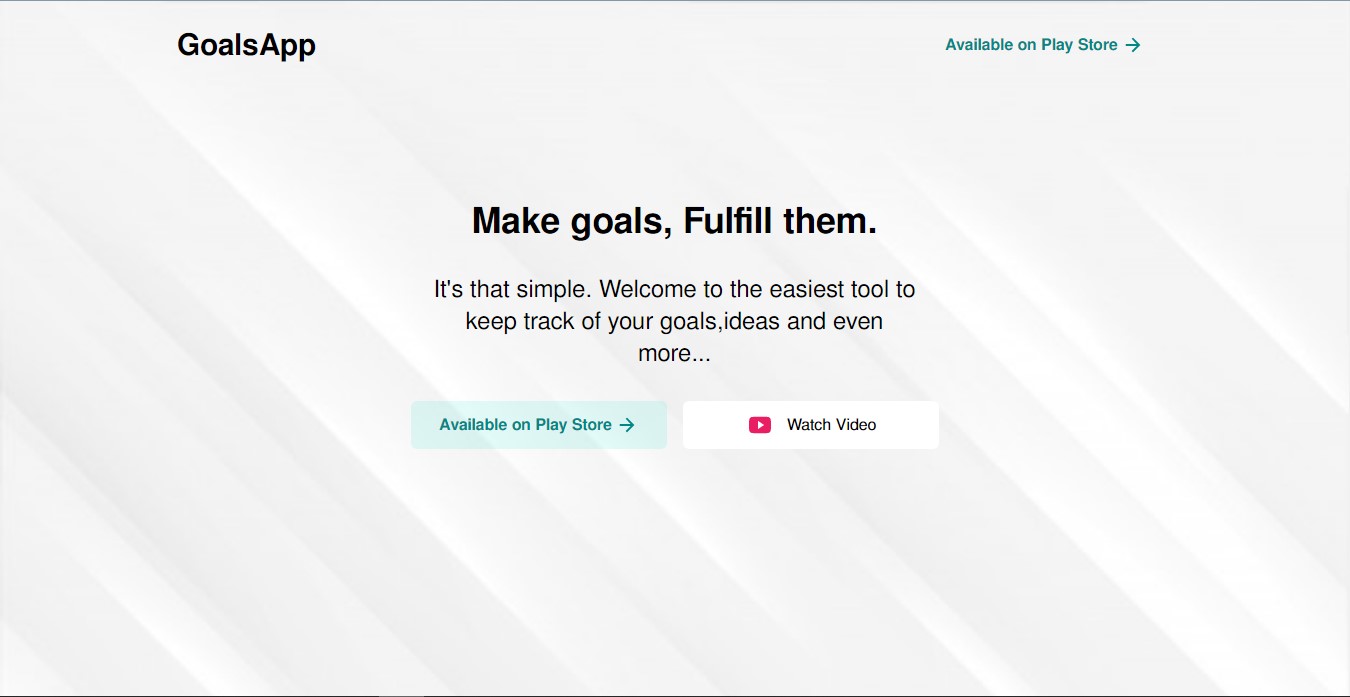 GoalsApp
Available on Play Store
Make goals, Fulfill them.
It's that simple. Welcome to the easiest tool to
keep track of your goals,ideas and even
more...
Available on Play Store
Watch Video